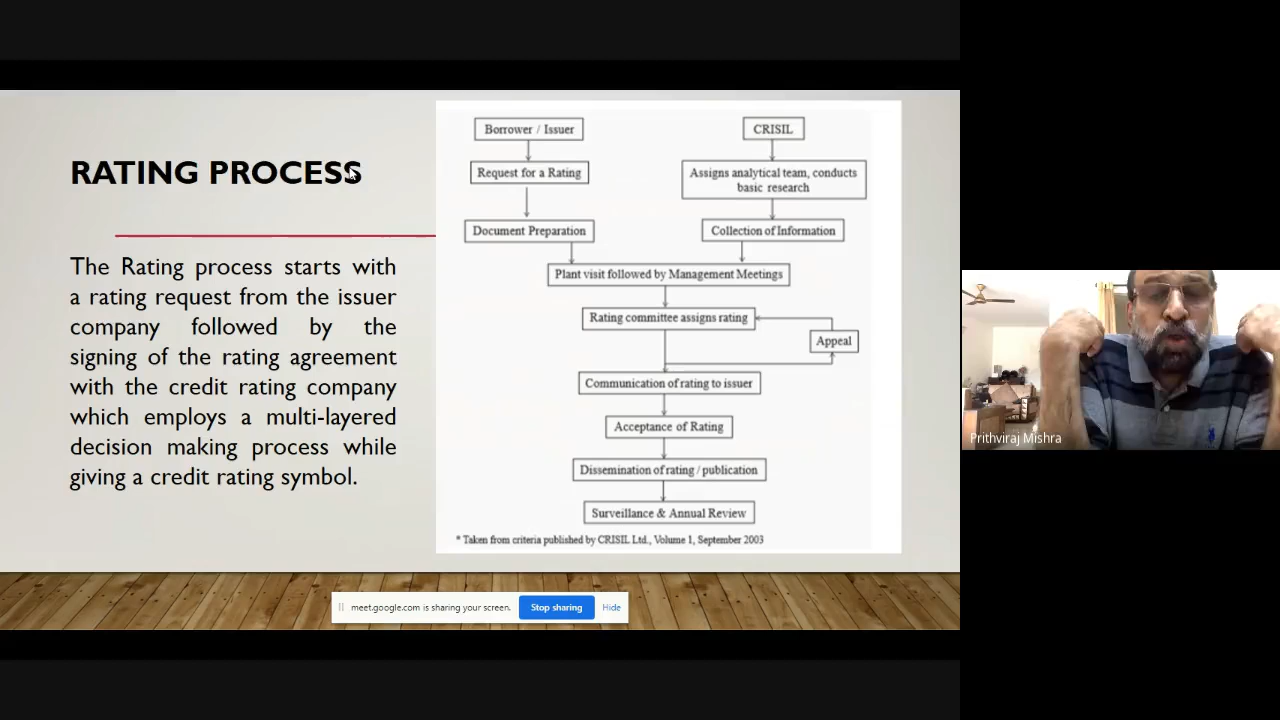 RATING PROCESS
The Rating process starts with
a rating request from the issuer
company followed by the
signing of the rating agreement
with the credit rating company
which employs a multi-layered
decision making process while
giving a credit rating symbol.
Borrower / Issuer
CRISIL
Request for a Rating
Assigns analytical team, conducts
basic research
Document Preparation
Collection of Information
Plant visit followed by Management Meetings
Rating committee assigns rating
Appeal
Communication of rating to issuer
Acceptance of Rating
Dissemination of rating / publication
Surveillance & Annual Review
* Taken from criteria published by CRISIL Ltd., Volume 1, September 2003
meet.google.com is sharing your screen.
Stop sharing
Hide
Prithviraj Mishra